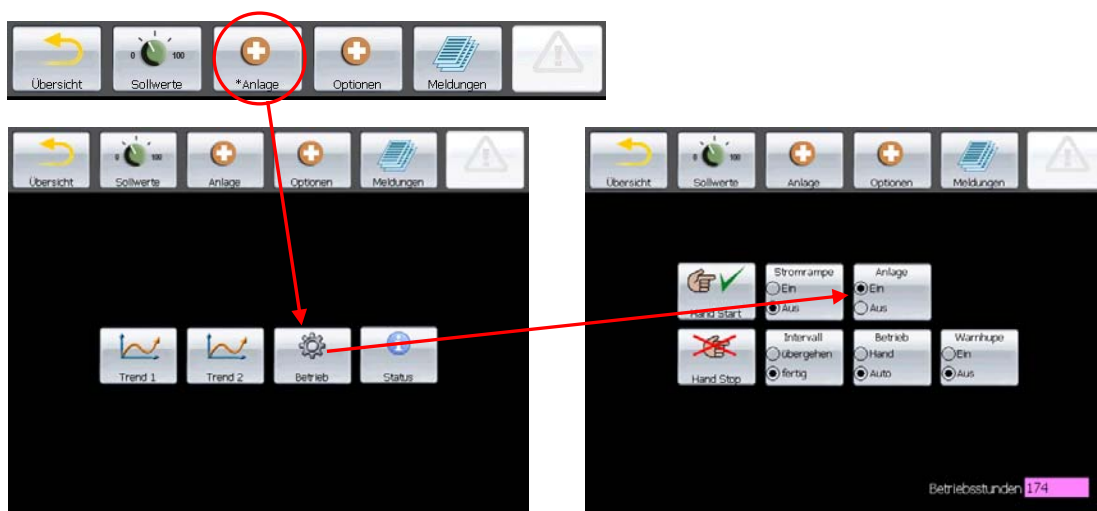 0 100
Übersicht Sollwerte *Anlage Optionen Meldungen
0 100
Übersicht Sollwerte Anlage Optionen Meldungen
Trend 1 Trend 2 Betrieb Status
0 100
Übersicht Sollwerte Anlage Optionen Meldungen
Stromrampe Anlage
Ein Ein
Hand Start Aus Aus
Intervall Betrieb Warnhupe
übergehen Hand Ein
Hand Stop fertig Auto Aus
Betriebsstunden 174